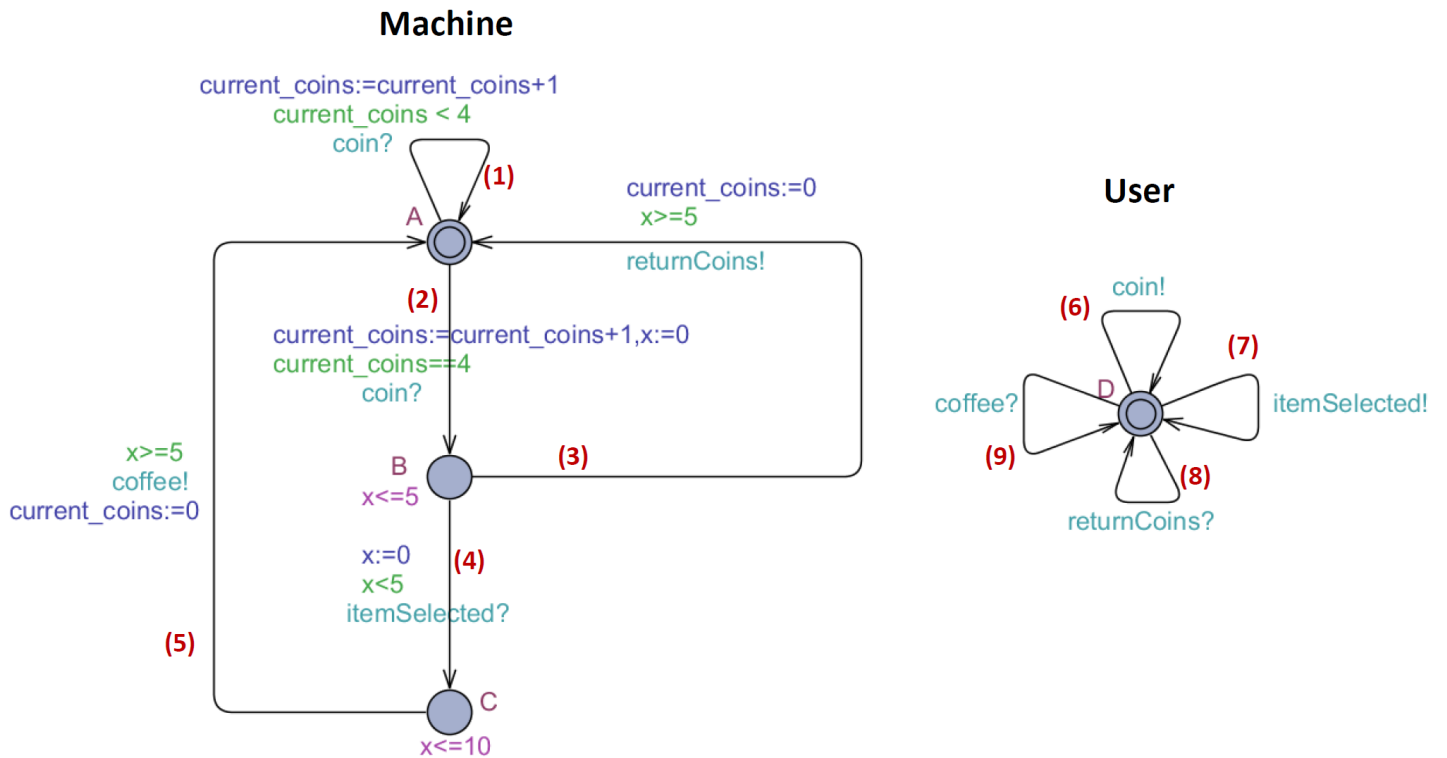 Machine
current_coins:=current_coins+1
current_coins < 4
coin?
(1)
A
current_coins:=0
x>=5
returnCoins!
(2)
current_coins:=current_coins+1,x:=0
current_coins==4
coin?
B
x<=5
(3)
x>=5
coffee!
current_coins:=0
x:=0
x<5
itemSelected?
(4)
(5)
C
x<=10
User
coin!
(6)
(7)
D
coffee?
itemSelected!
(9)
(8)
returnCoins?